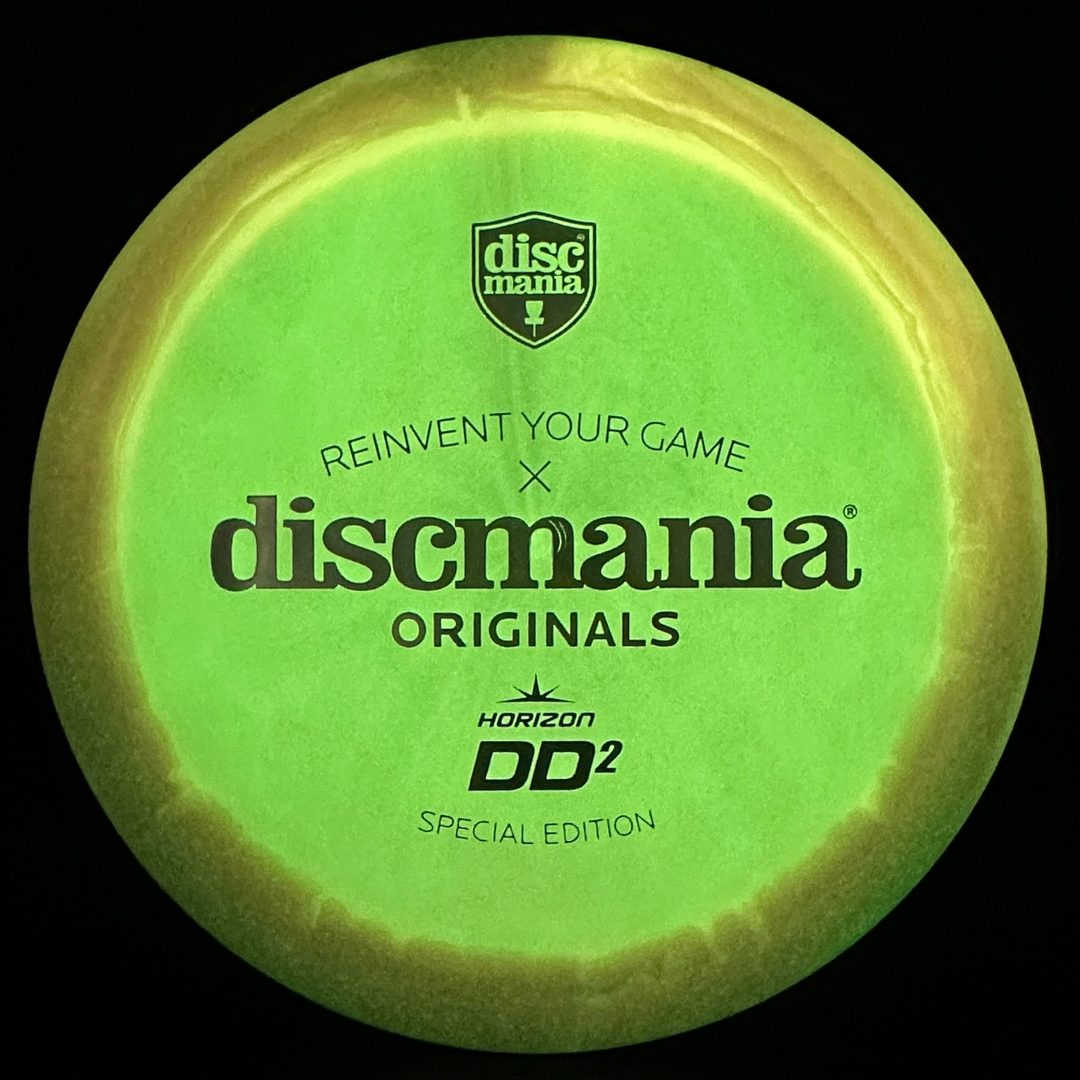 disc
mania
REINVENT YOUR GAME
X
discmania®
ORIGINALS
HORIZON
DD²
SPECIAL EDITION